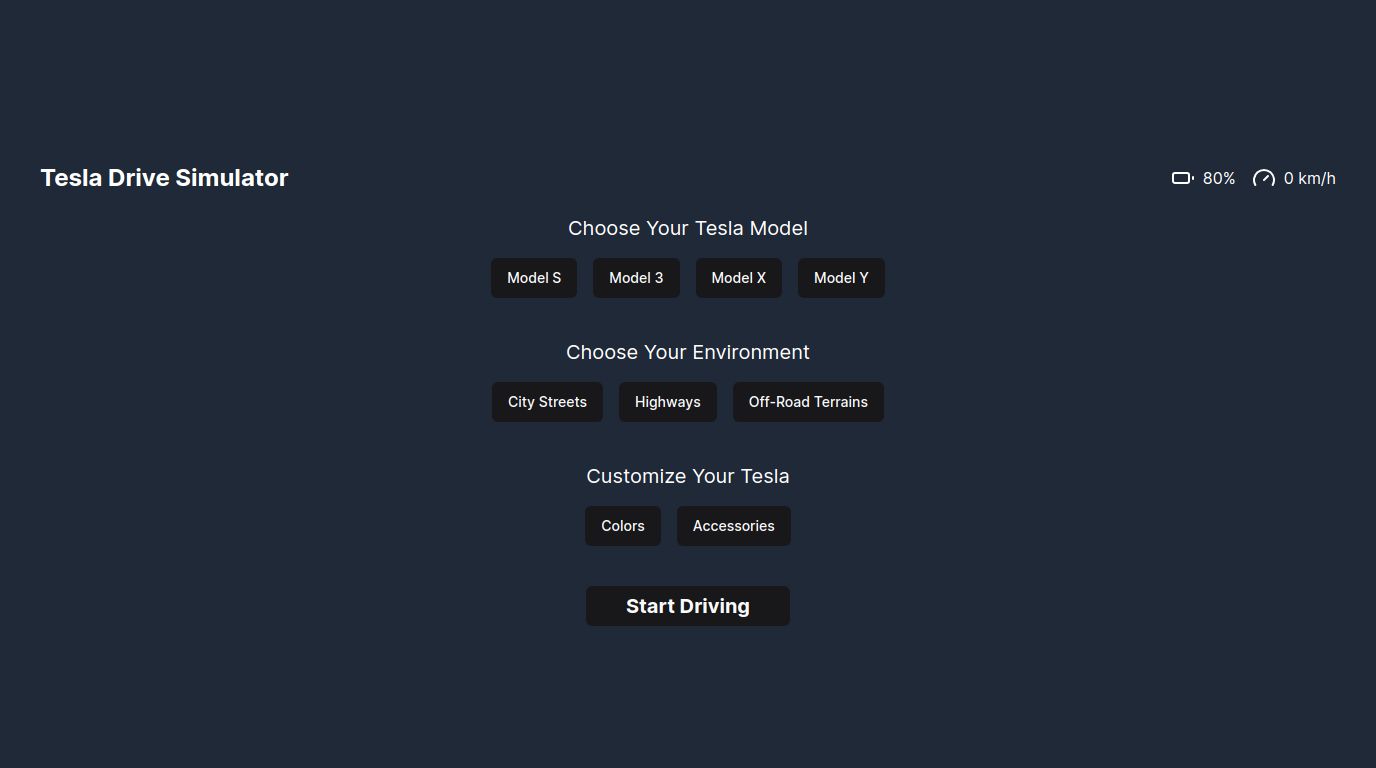 Tesla Drive Simulator 80% 0 km/h
Choose Your Tesla Model
Model S Model 3 Model X Model Y
Choose Your Environment
City Streets Highways Off-Road Terrains
Customize Your Tesla
Colors Accessories
Start Driving